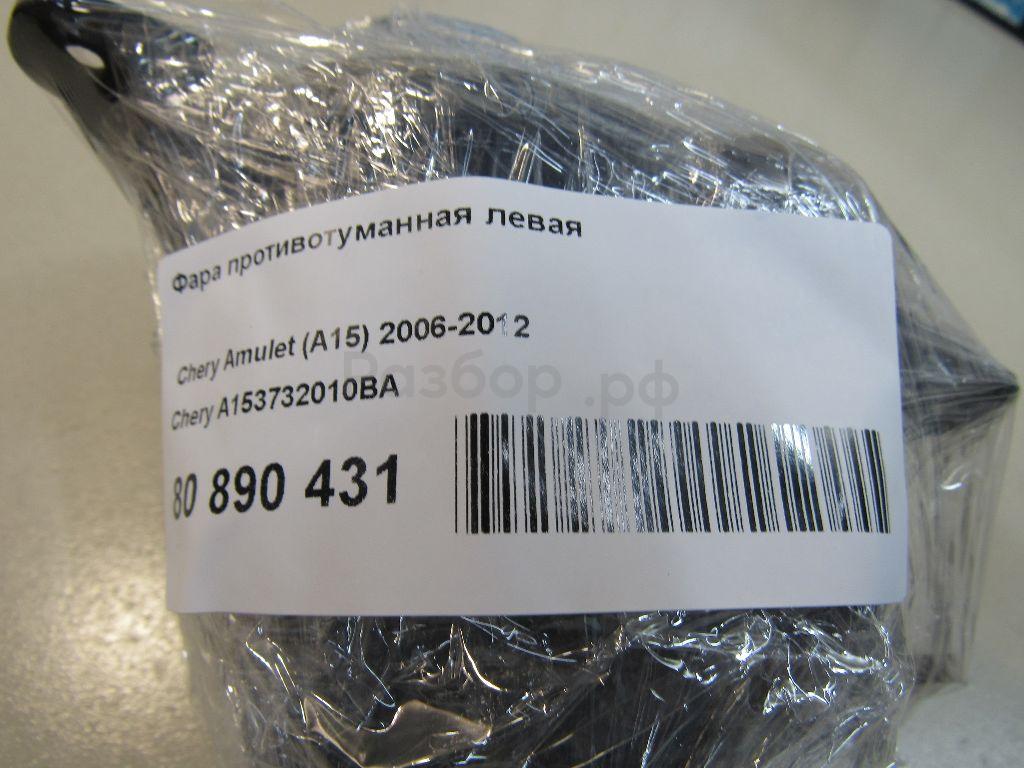 Фара противотуманная левая
Chery Amulet (A15) 2006-2012
Разбор.рф
Chery A153732010BA
80 890 431